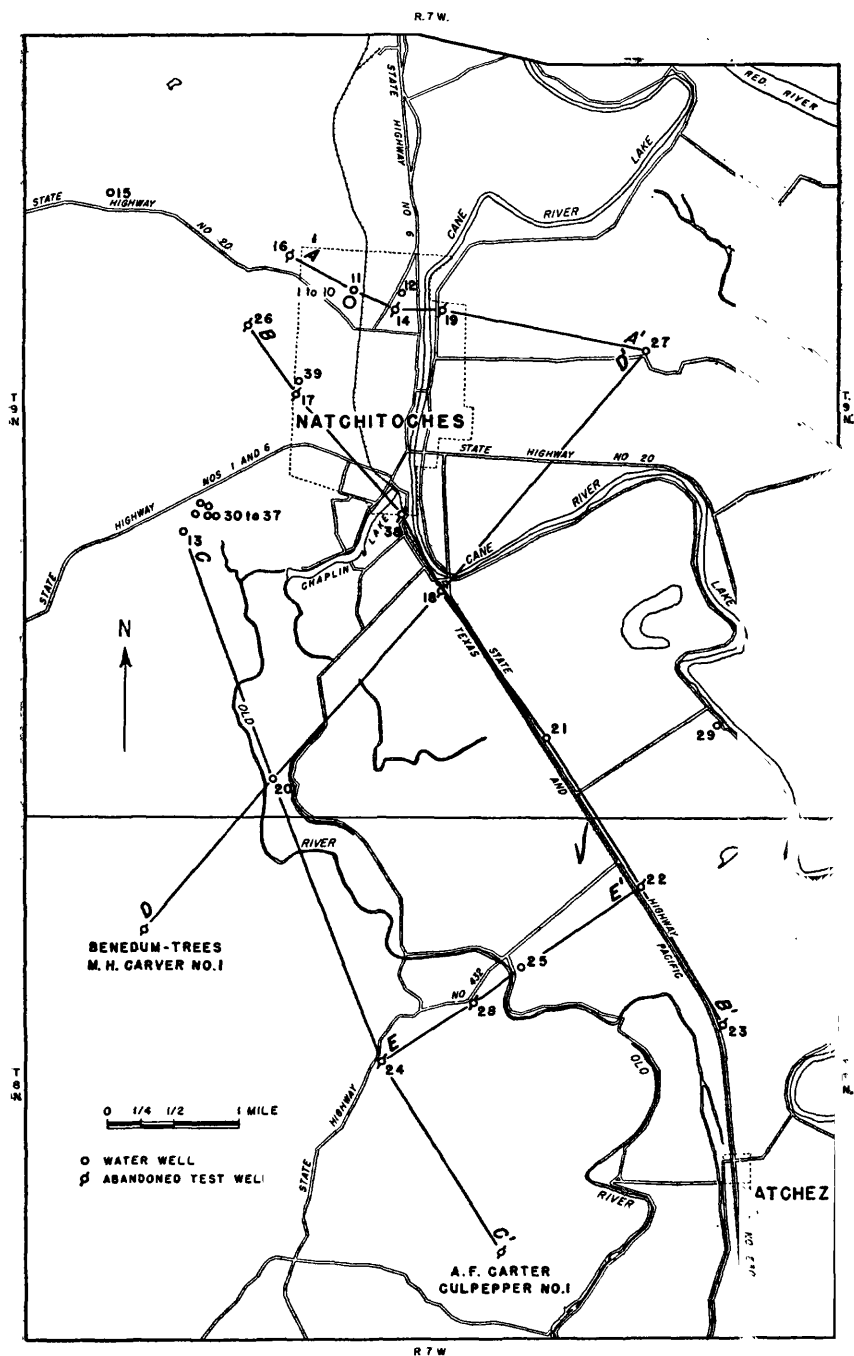 R. 7 W.
RED RIVER
STATE HIGHWAY NO 6
CANE RIVER LAKE
15
STATE HIGHWAY NO 20
16
A
11
1 to 10
12
14
19
26
B
A'
27
D'
39
17
T 9 N
T. 9 N.
NATCHITOCHES
STATE HIGHWAY NO 20
STATE HIGHWAY NOS 1 AND 6
30 to 37
13
C
38
CHAPLIN LAKE
CANE RIVER LAKE
18
N
TEXAS AND PACIFIC
STATE HIGHWAY
OLD RIVER
21
29
20
22
E'
D
BENEDUM-TREES
M. H. CARVER NO. 1
25
NO 432
28
B'
23
E
24
T 8 N
N.
OLD RIVER
0 1/4 1/2 1 MILE
STATE HIGHWAY
WATER WELL
ABANDONED TEST WELL
ATCHEZ
C'
A. F. CARTER
CULPEPPER NO. 1
R 7 W